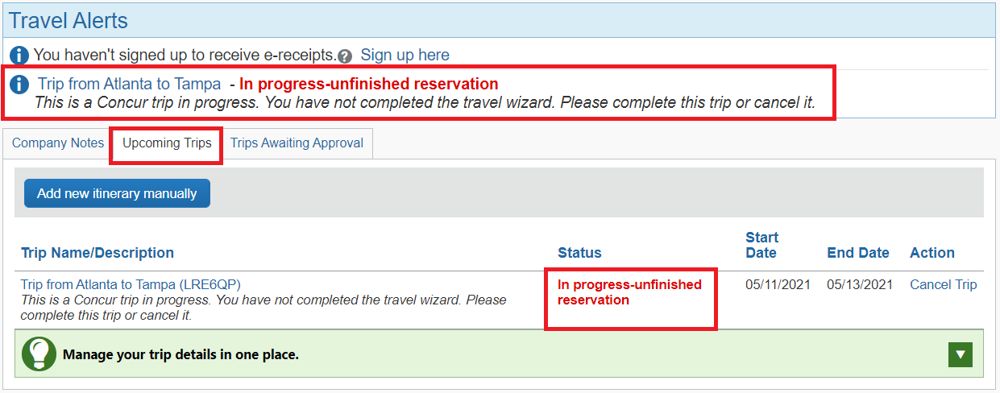 Travel Alerts
You haven't signed up to receive e-receipts. ? Sign up here
Trip from Atlanta to Tampa - In progress-unfinished reservation
This is a Concur trip in progress. You have not completed the travel wizard. Please complete this trip or cancel it.
Company Notes Upcoming Trips Trips Awaiting Approval
Add new itinerary manually
Trip Name/Description Status Start Date End Date Action
Trip from Atlanta to Tampa (LRE6QP) In progress-unfinished reservation 05/11/2021 05/13/2021 Cancel Trip
This is a Concur trip in progress. You have not completed the travel wizard. Please
complete this trip or cancel it.
Manage your trip details in one place.